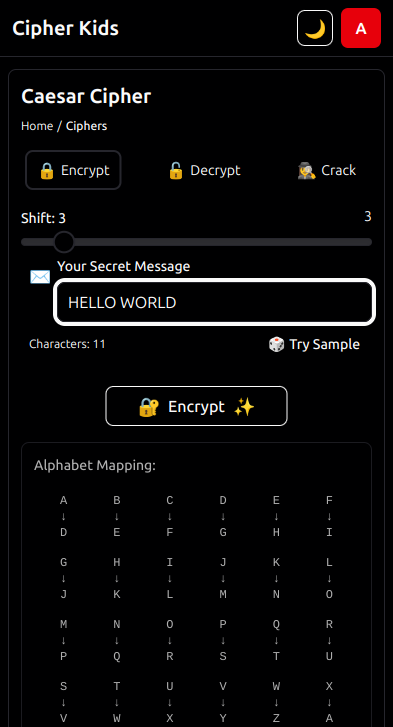 Cipher Kids
🌙 A
Caesar Cipher
Home / Ciphers
🔒 Encrypt 🔓 Decrypt 🕵️ Crack
Shift: 3 3
✉️ Your Secret Message
HELLO WORLD
Characters: 11 🎲 Try Sample
🔐 Encrypt ✨
Alphabet Mapping:
A B C D E F
↓ ↓ ↓ ↓ ↓ ↓
D E F G H I
G H I J K L
↓ ↓ ↓ ↓ ↓ ↓
J K L M N O
M N O P Q R
↓ ↓ ↓ ↓ ↓ ↓
P Q R S T U
S T U V W X
↓ ↓ ↓ ↓ ↓ ↓
V W X Y Z A